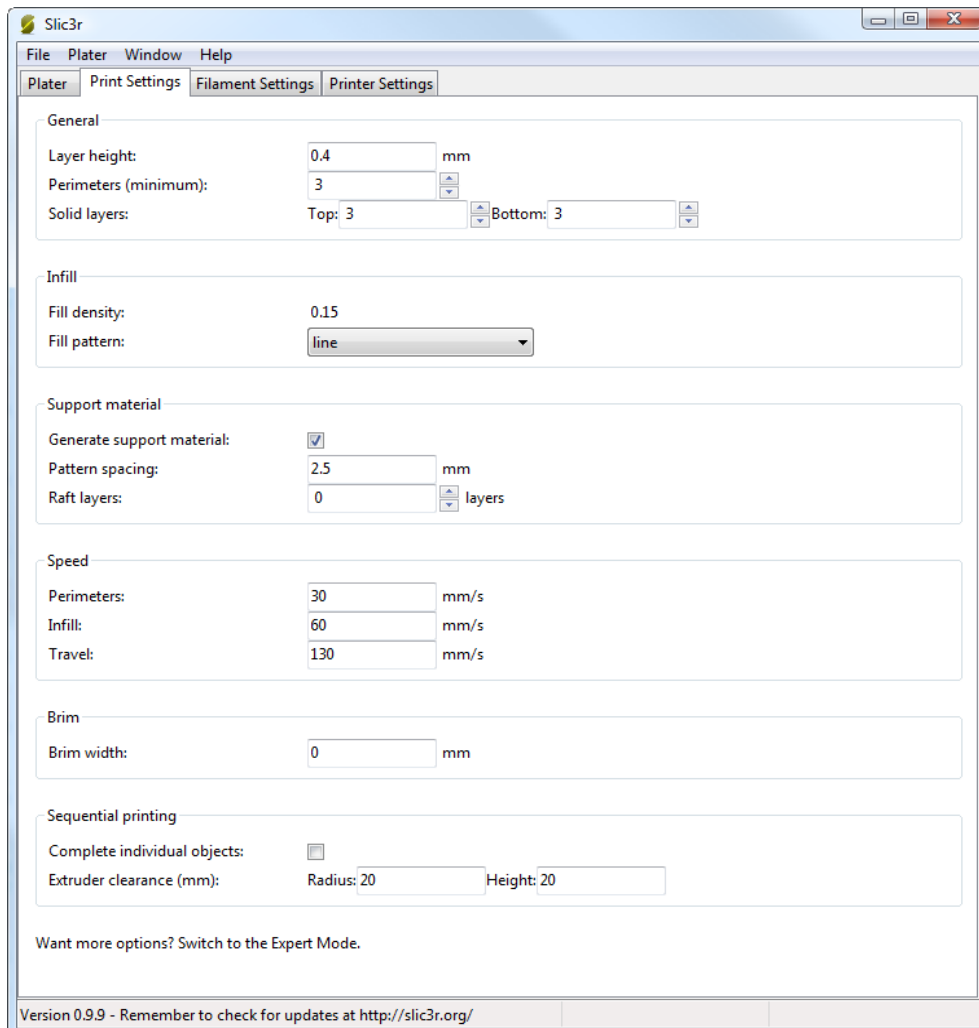 Slic3r
File Plater Window Help
Plater Print Settings Filament Settings Printer Settings
General
Layer height: 0.4 mm
Perimeters (minimum): 3
Solid layers: Top: 3 Bottom: 3
Infill
Fill density: 0.15
Fill pattern: line
Support material
Generate support material:
Pattern spacing: 2.5 mm
Raft layers: 0 layers
Speed
Perimeters: 30 mm/s
Infill: 60 mm/s
Travel: 130 mm/s
Brim
Brim width: 0 mm
Sequential printing
Complete individual objects:
Extruder clearance (mm): Radius: 20 Height: 20
Want more options? Switch to the Expert Mode.
Version 0.9.9 - Remember to check for updates at http://slic3r.org/